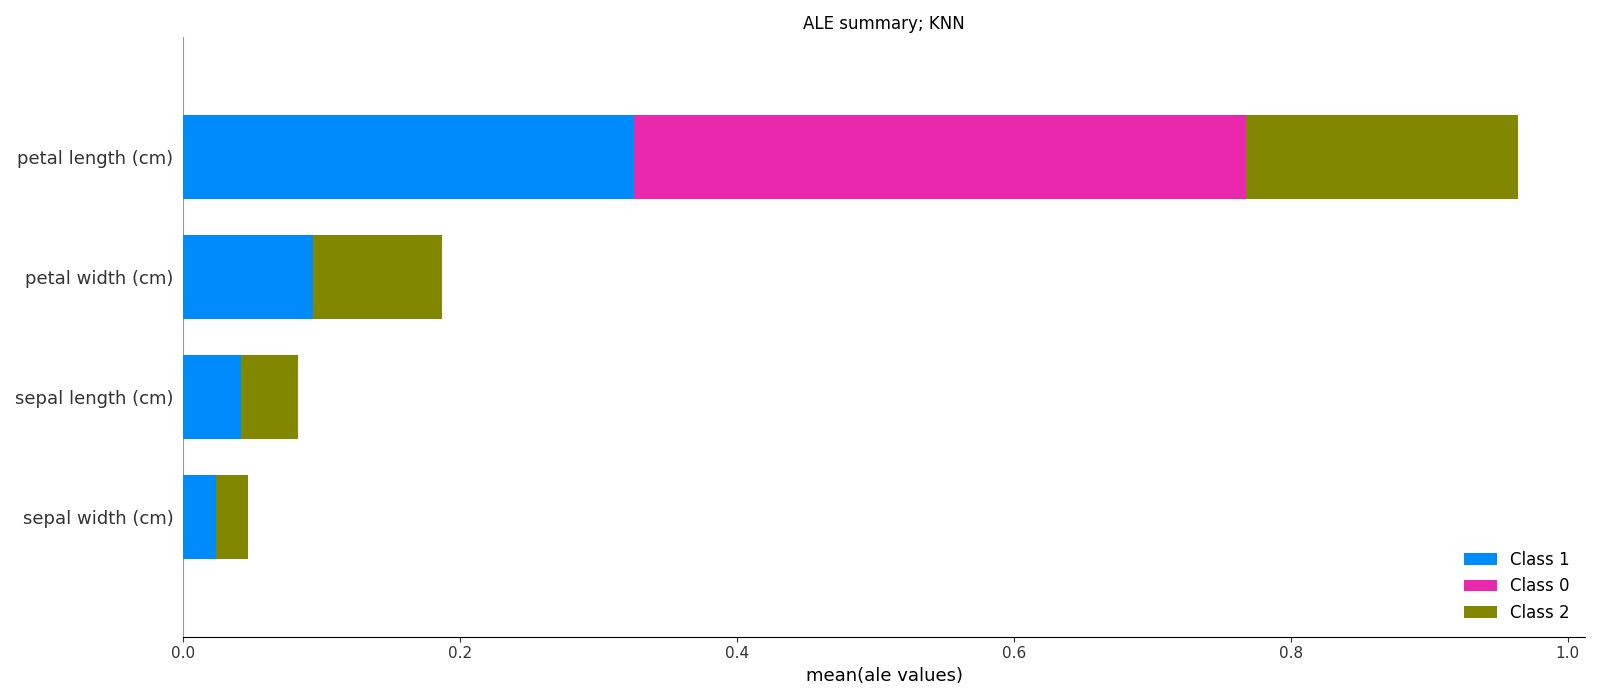 ALE summary; KNN
petal length (cm)
petal width (cm)
sepal length (cm)
sepal width (cm)
Class 1
Class 0
Class 2
0.0 0.2 0.4 0.6 0.8 1.0
mean(ale values)